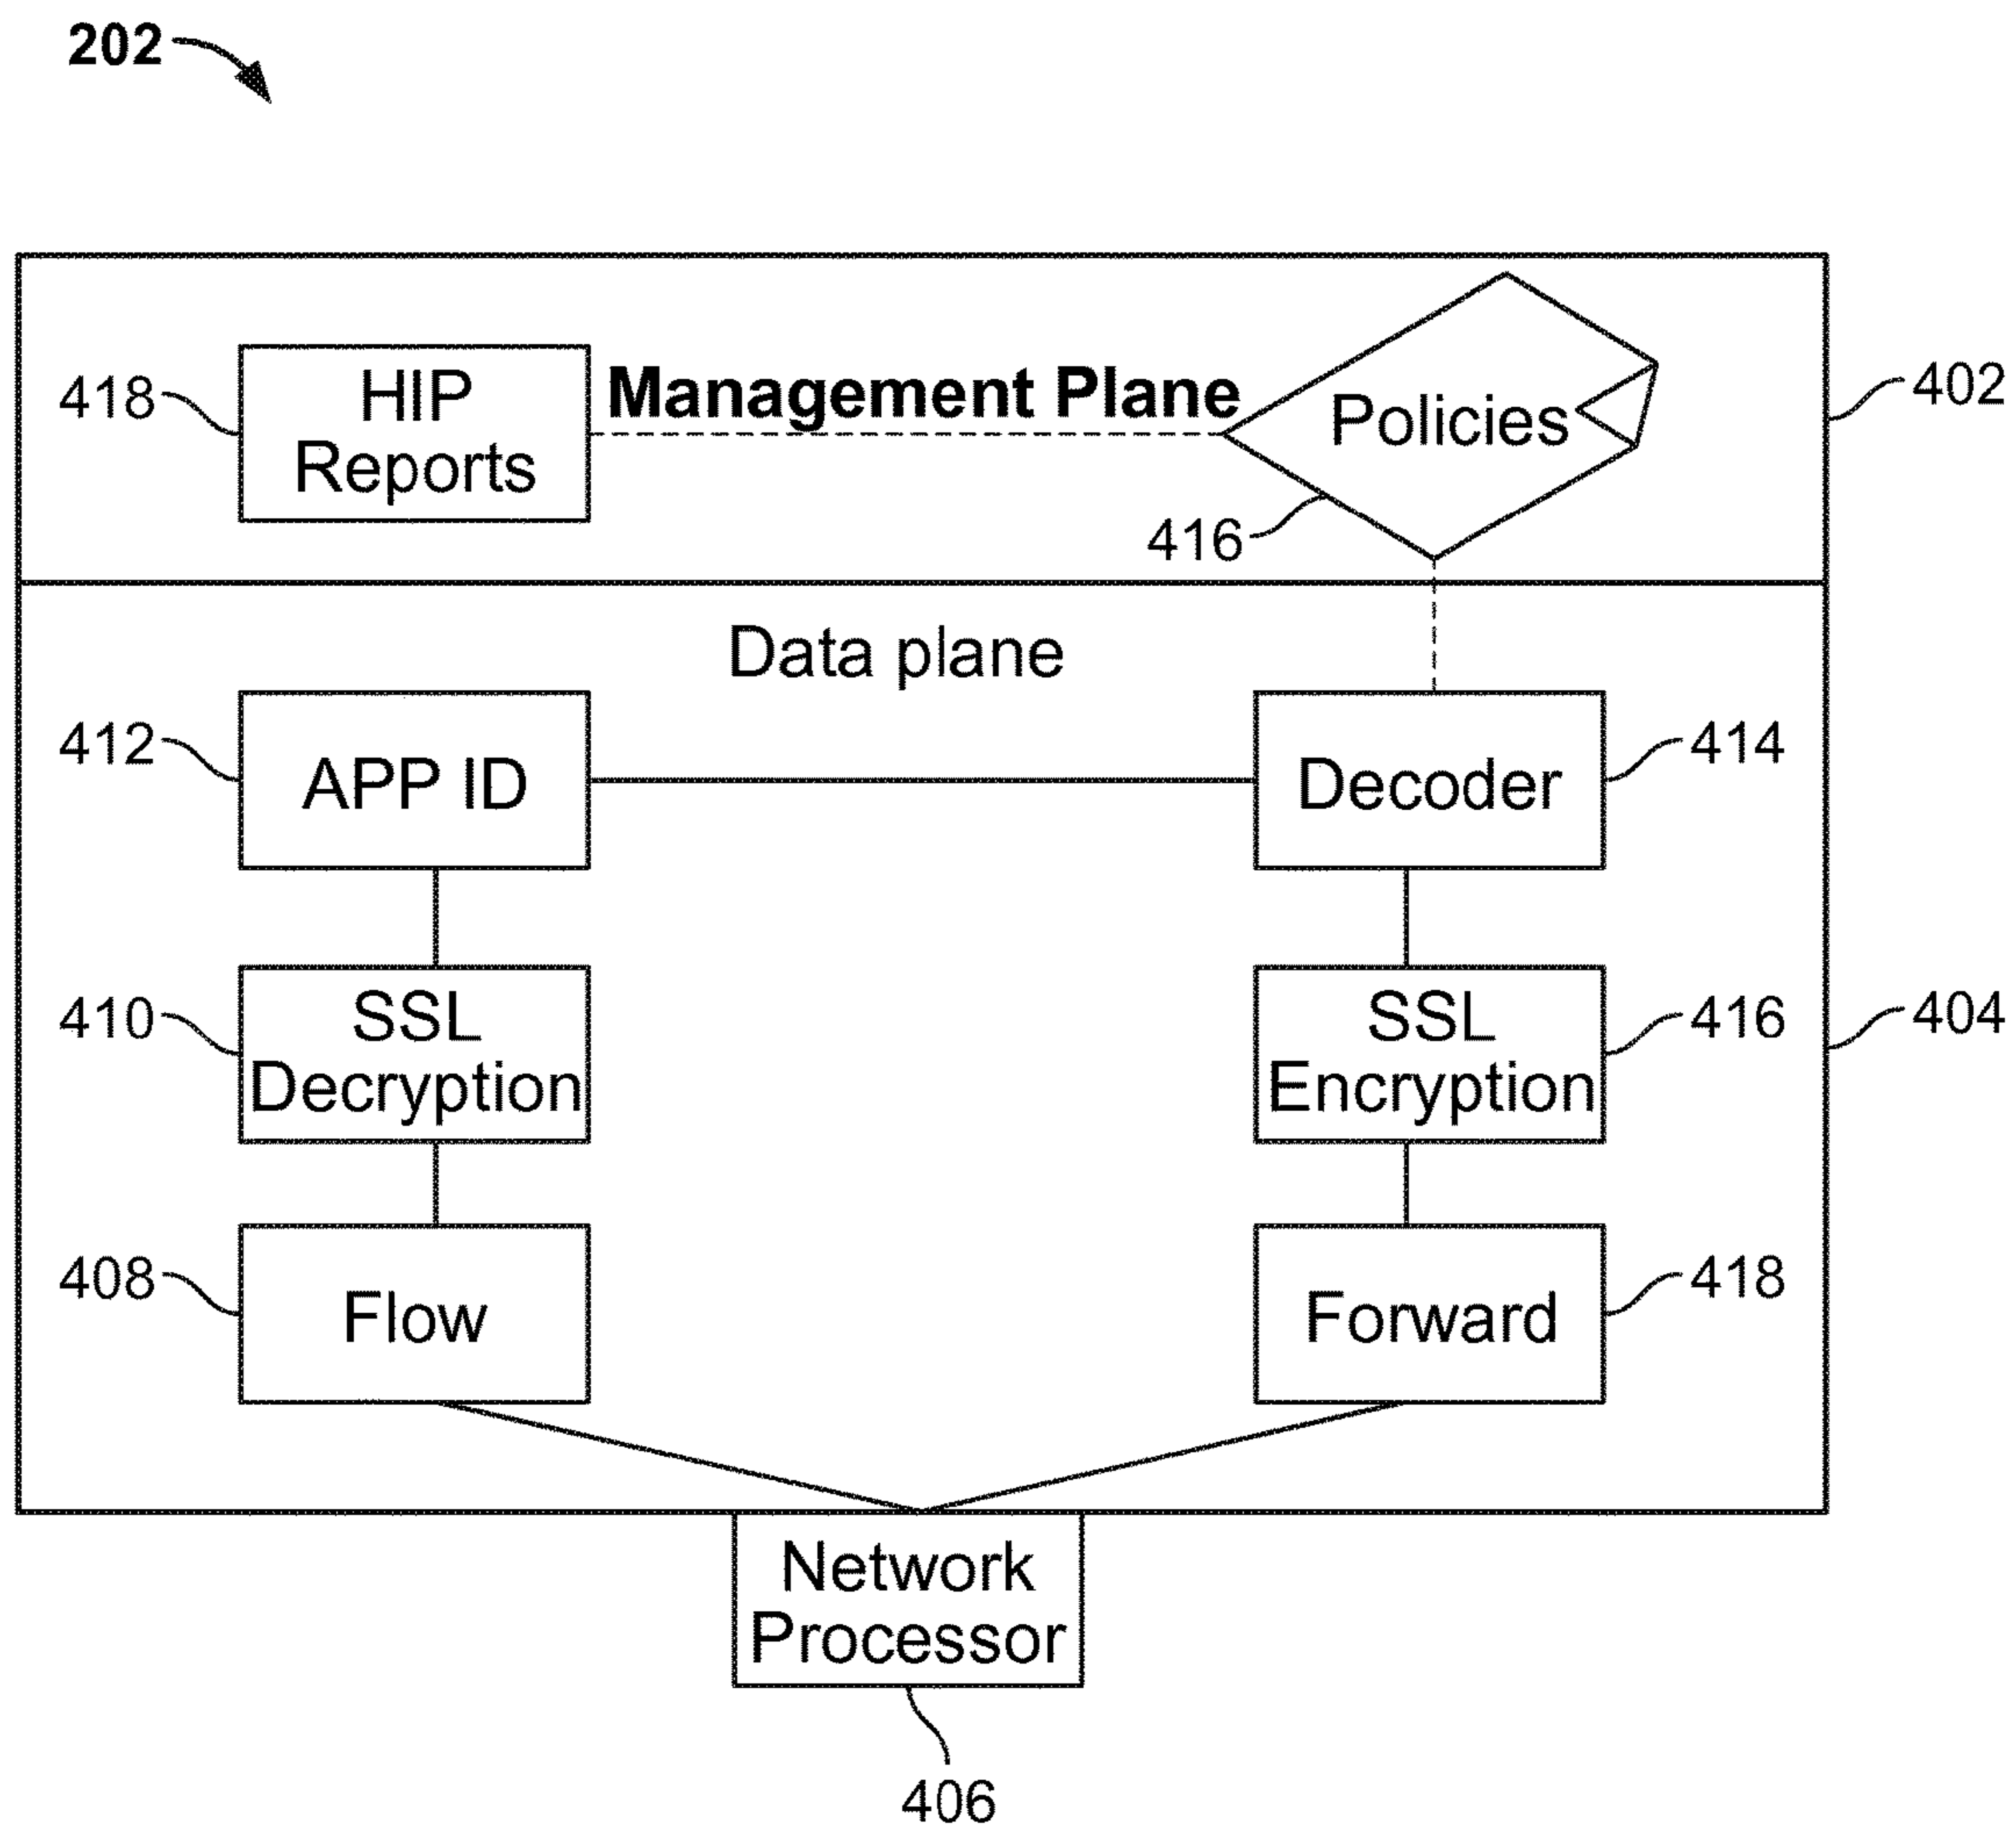 202
418
HIP
Reports
Management Plane
Policies
402
416
Data plane
412
APP ID
Decoder
414
410
SSL
Decryption
SSL
Encryption
416
404
408
Flow
Forward
418
Network
Processor
406